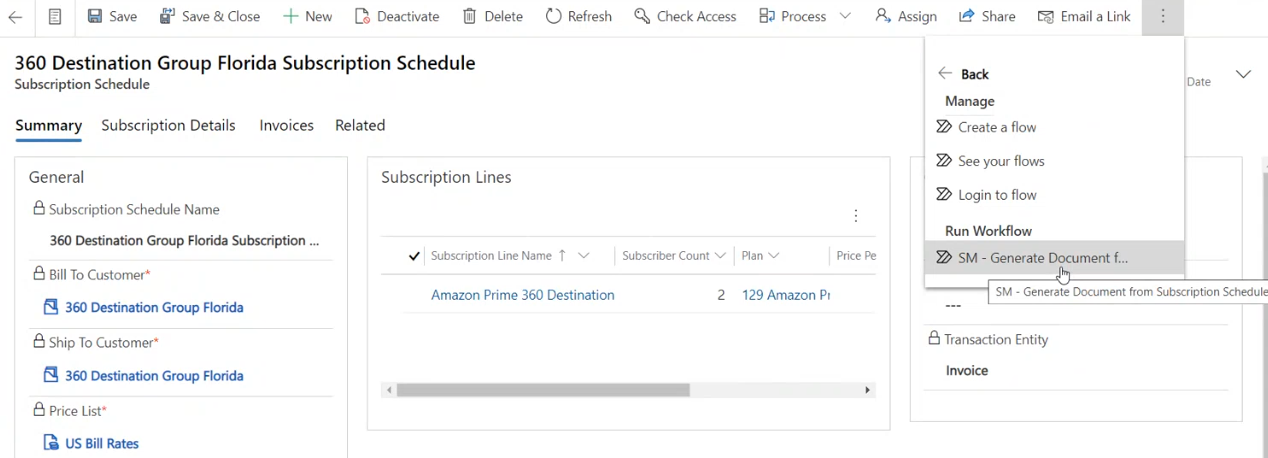 Save
Save & Close
New
Deactivate
Delete
Refresh
Check Access
Process
Assign
Share
Email a Link
360 Destination Group Florida Subscription Schedule
Subscription Schedule
Date
Summary
Subscription Details
Invoices
Related
General
Subscription Schedule Name
360 Destination Group Florida Subscription ...
Bill To Customer*
360 Destination Group Florida
Ship To Customer*
360 Destination Group Florida
Price List*
US Bill Rates
Subscription Lines
Subscription Line Name
Subscriber Count
Plan
Price Pe
Amazon Prime 360 Destination
2
129 Amazon Pr
Back
Manage
Create a flow
See your flows
Login to flow
Run Workflow
SM - Generate Document f...
SM - Generate Document from Subscription Schedule
---
Transaction Entity
Invoice